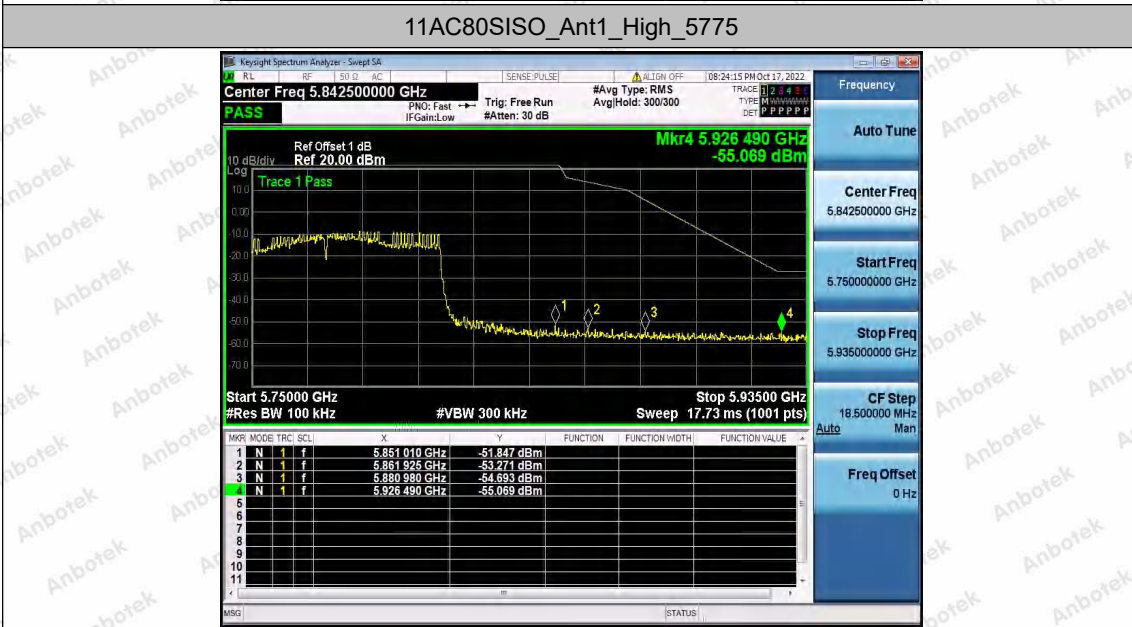 11AC80SISO_Ant1_High_5775
Keysight Spectrum Analyzer - Swept SA
RL RF 50 Ω AC SENSE:PULSE ALIGN OFF 08:24:15 PM Oct 17, 2022
Center Freq 5.842500000 GHz #Avg Type: RMS TRACE 1 2 3 4 5 6
PNO: Fast Trig: Free Run Avg|Hold: 300/300 TYPE M W W W W W
PASS IFGain:Low #Atten: 30 dB DET P P P P P P
Frequency
Auto Tune
Center Freq
5.842500000 GHz
Start Freq
5.750000000 GHz
Stop Freq
5.935000000 GHz
CF Step
18.500000 MHz
Auto Man
Freq Offset
0 Hz
Mkr4 5.926 490 GHz
Ref Offset 1 dB
10 dB/div Ref 20.00 dBm -55.069 dBm
Log
Trace 1 Pass
10.0
0.00
-10.0
-20.0
-30.0
-40.0
-50.0
-60.0
-70.0
1 2 3 4
Start 5.75000 GHz Stop 5.93500 GHz
#Res BW 100 kHz #VBW 300 kHz Sweep 17.73 ms (1001 pts)
MKR MODE TRC SCL X Y FUNCTION FUNCTION WIDTH FUNCTION VALUE
1 N 1 f 5.851 010 GHz -51.847 dBm
2 N 1 f 5.861 925 GHz -53.271 dBm
3 N 1 f 5.880 980 GHz -54.693 dBm
4 N 1 f 5.926 490 GHz -55.069 dBm
5
6
7
8
9
10
11
MSG STATUS
Anbotek